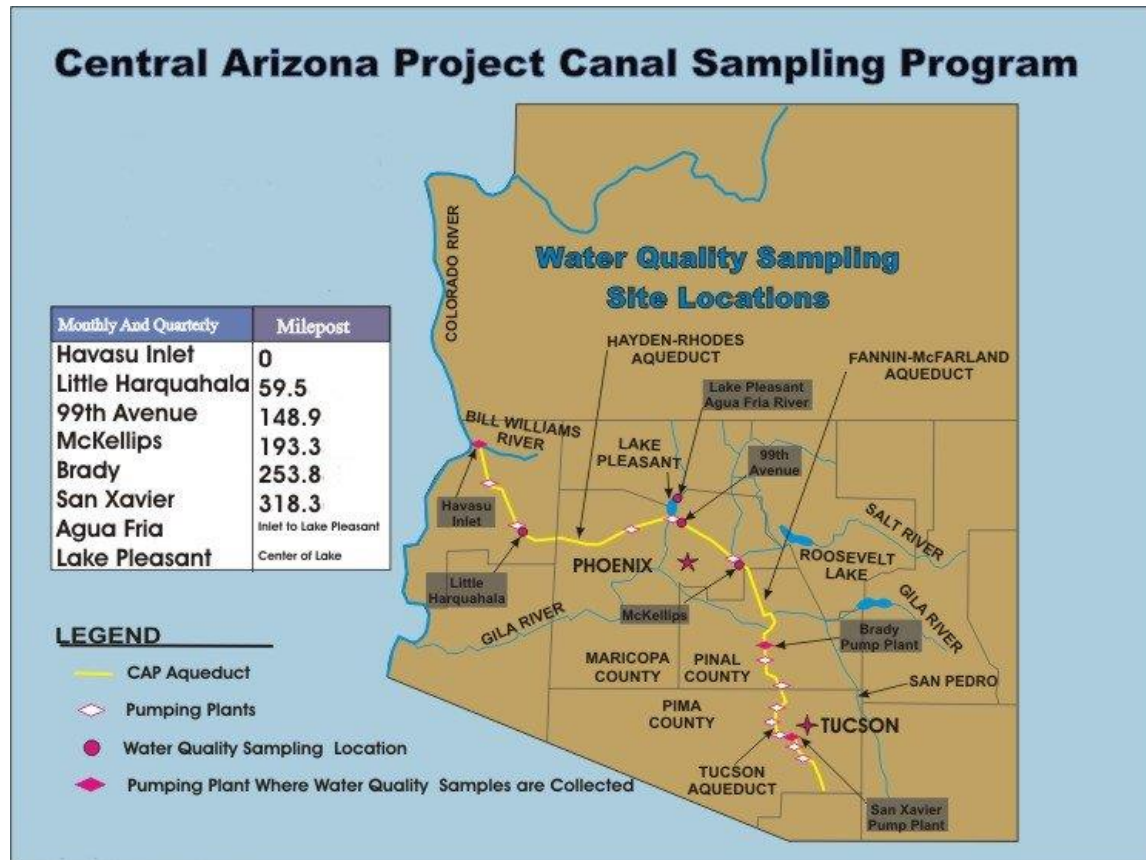 Central Arizona Project Canal Sampling Program
Water Quality Sampling
Site Locations
Monthly And Quarterly Milepost
Havasu Inlet 0
Little Harquahala 59.5
99th Avenue 148.9
McKellips 193.3
Brady 253.8
San Xavier 318.3
Agua Fria Inlet to Lake Pleasant
Lake Pleasant Center of Lake
LEGEND
CAP Aqueduct
Pumping Plants
Water Quality Sampling Location
Pumping Plant Where Water Quality Samples are Collected
COLORADO RIVER
HAYDEN-RHODES
AQUEDUCT
FANNIN-McFARLAND
AQUEDUCT
Lake Pleasant
Agua Fria River
BILL WILLIAMS
RIVER
LAKE
PLEASANT
99th
Avenue
Havasu
Inlet
SALT RIVER
PHOENIX
ROOSEVELT
LAKE
Little
Harquahala
McKellips
GILA RIVER
GILA RIVER
Brady
Pump Plant
MARICOPA
COUNTY
PINAL
COUNTY
SAN PEDRO
PIMA
COUNTY
TUCSON
TUCSON
AQUEDUCT
San Xavier
Pump Plant